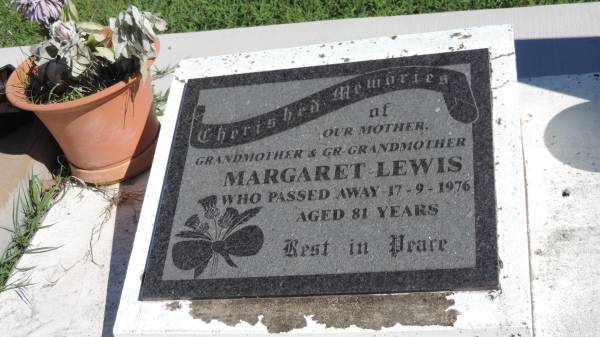 Cherished Memories
of
OUR MOTHER,
GRANDMOTHER & GR-GRANDMOTHER
MARGARET LEWIS
WHO PASSED AWAY 17-9-1976
AGED 81 YEARS
Rest in Peace